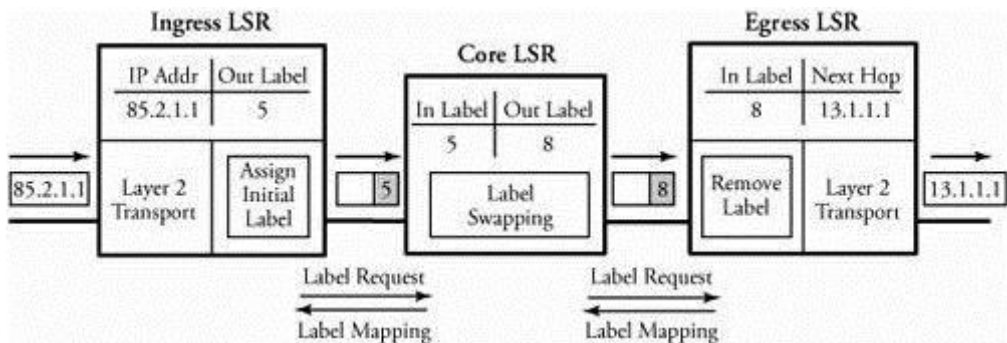 Ingress LSR
IP Addr Out Label
85.2.1.1 5
85.2.1.1
Layer 2
Transport
Assign
Initial
Label
5
Core LSR
In Label Out Label
5 8
Label
Swapping
8
Egress LSR
In Label Next Hop
8 13.1.1.1
Remove
Label
Layer 2
Transport
13.1.1.1
Label Request
Label Mapping
Label Request
Label Mapping